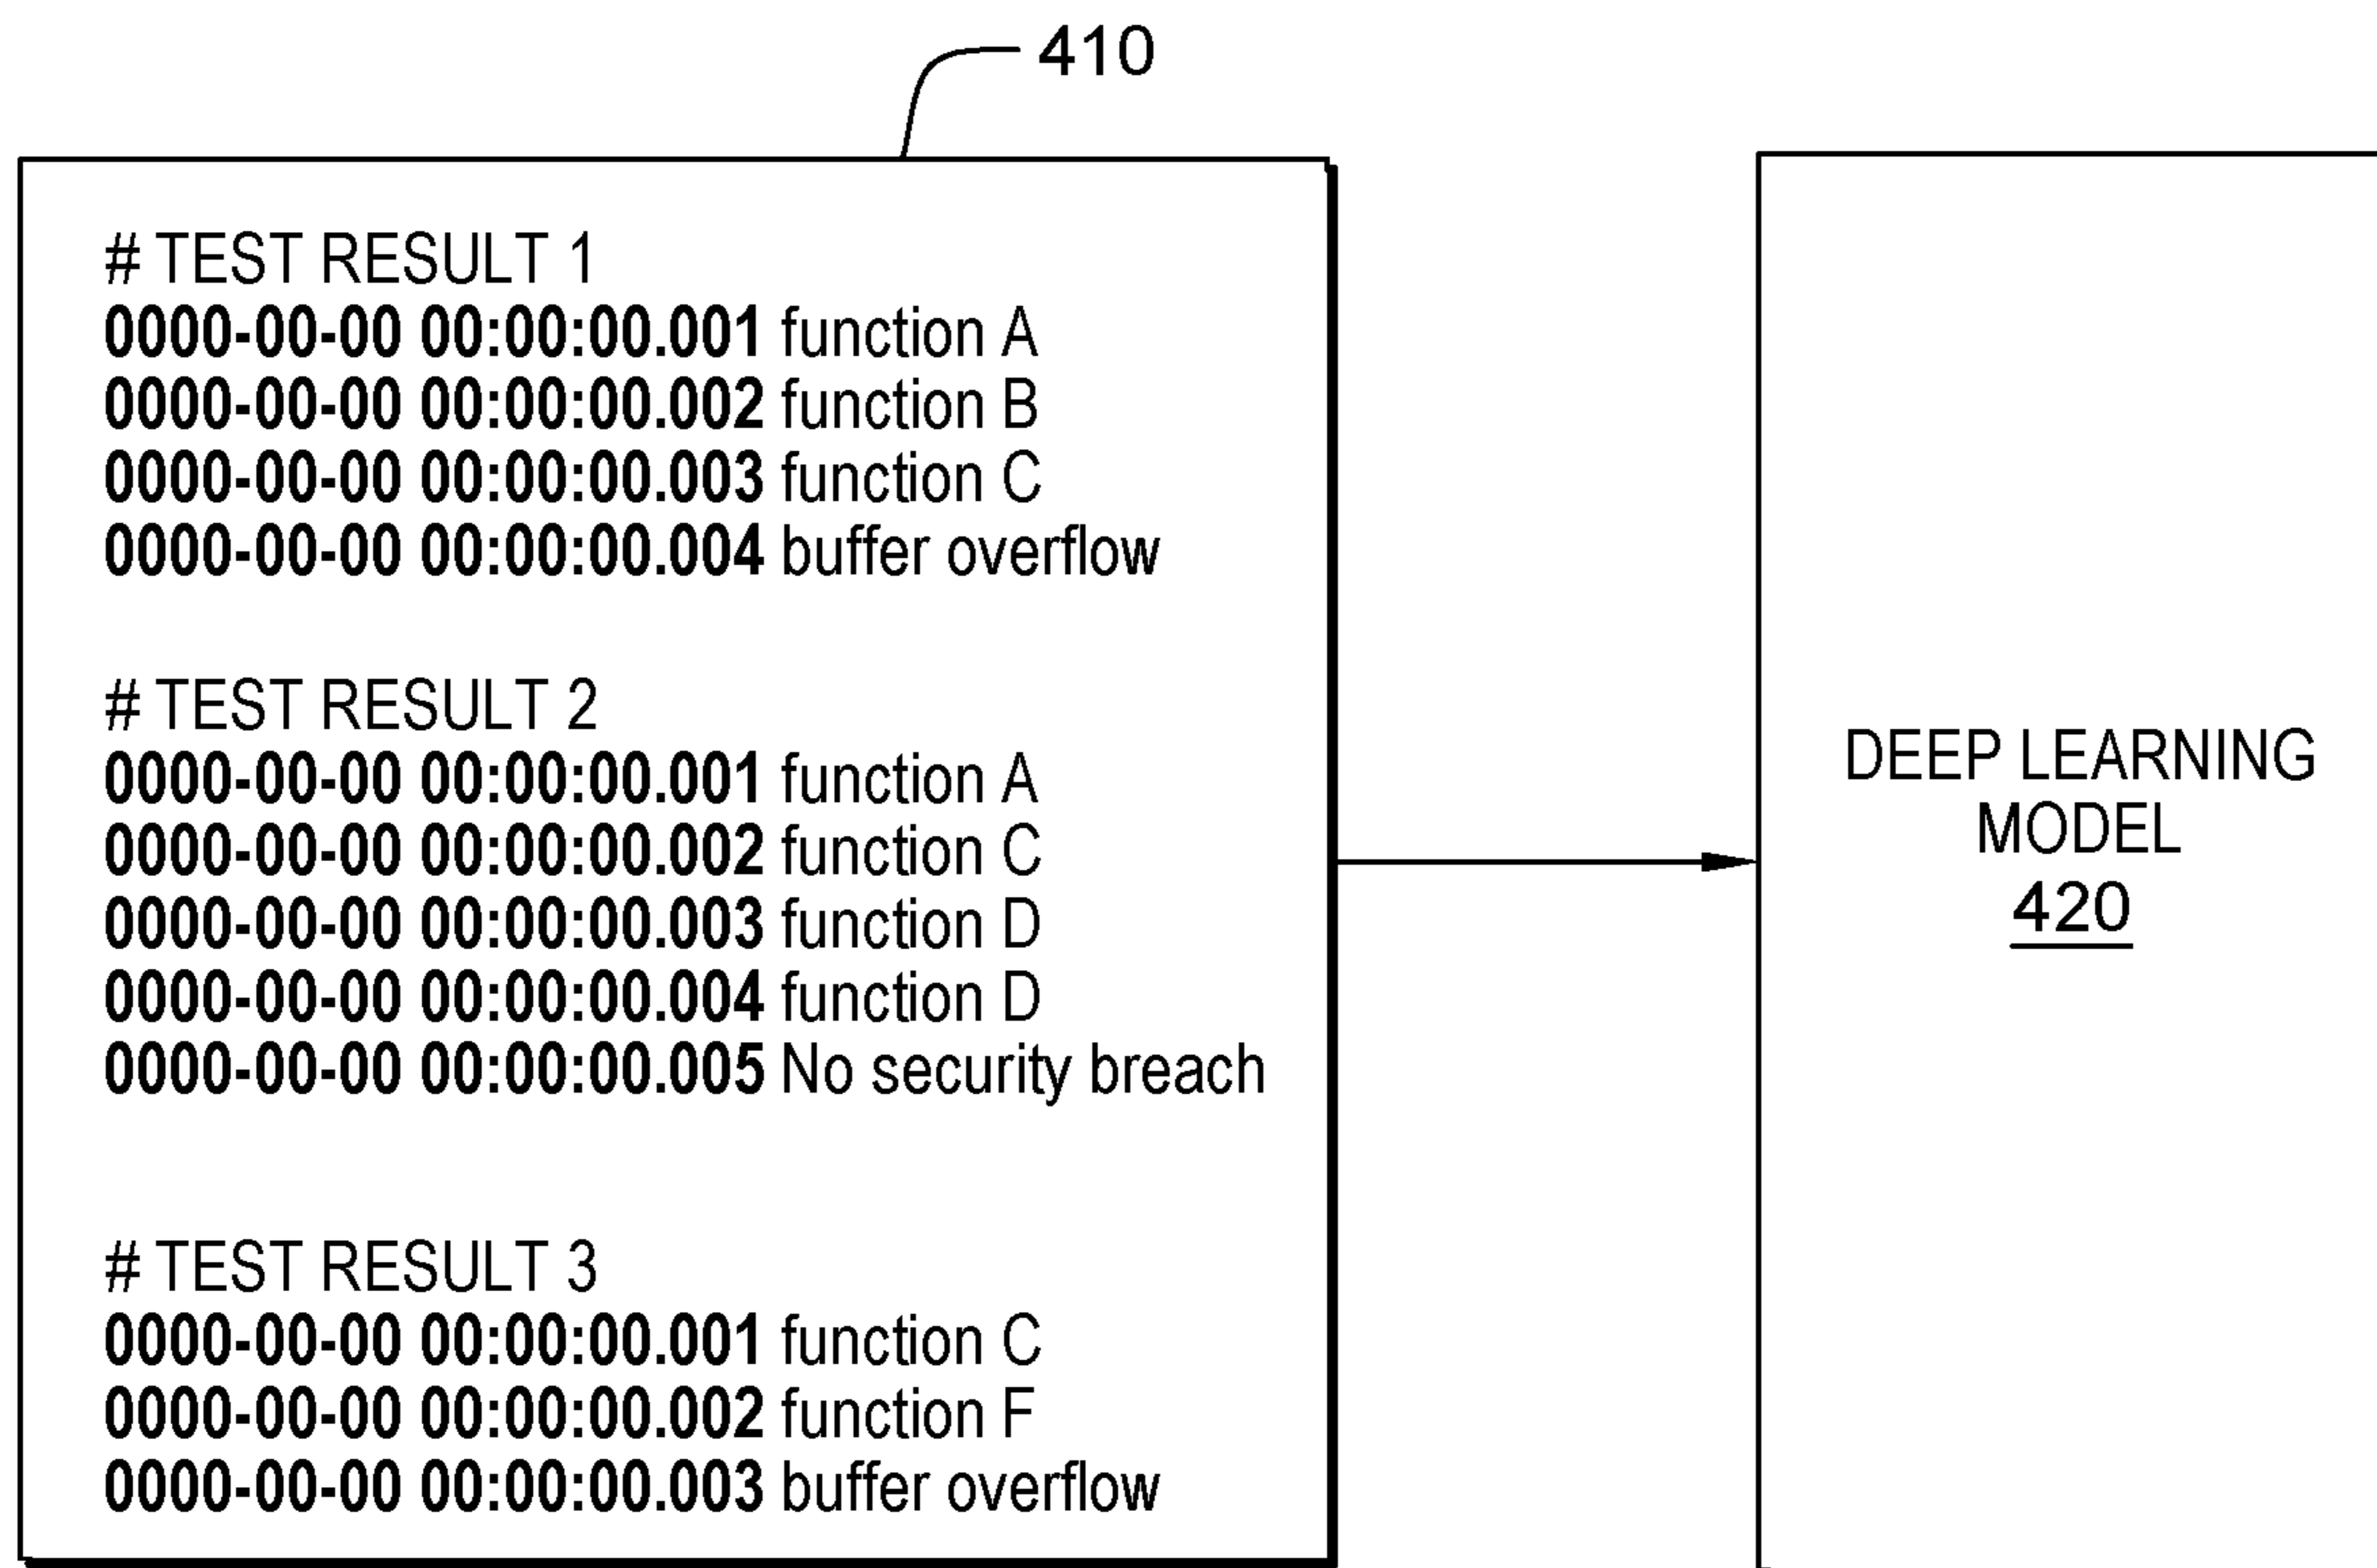 410
# TEST RESULT 1
0000-00-00 00:00:00.001 function A
0000-00-00 00:00:00.002 function B
0000-00-00 00:00:00.003 function C
0000-00-00 00:00:00.004 buffer overflow
# TEST RESULT 2
0000-00-00 00:00:00.001 function A
0000-00-00 00:00:00.002 function C
0000-00-00 00:00:00.003 function D
0000-00-00 00:00:00.004 function D
0000-00-00 00:00:00.005 No security breach
# TEST RESULT 3
0000-00-00 00:00:00.001 function C
0000-00-00 00:00:00.002 function F
0000-00-00 00:00:00.003 buffer overflow
DEEP LEARNING
MODEL
420